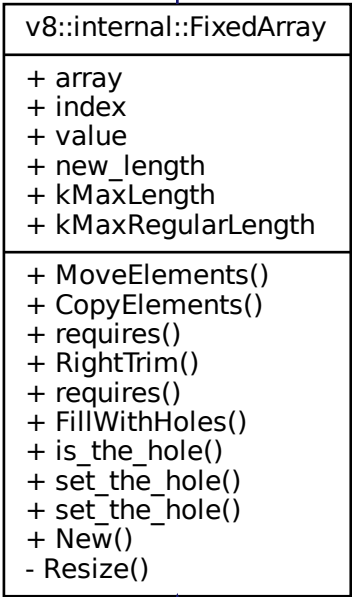 v8::internal::FixedArray
+ array
+ index
+ value
+ new_length
+ kMaxLength
+ kMaxRegularLength
+ MoveElements()
+ CopyElements()
+ requires()
+ RightTrim()
+ requires()
+ FillWithHoles()
+ is_the_hole()
+ set_the_hole()
+ set_the_hole()
+ New()
- Resize()